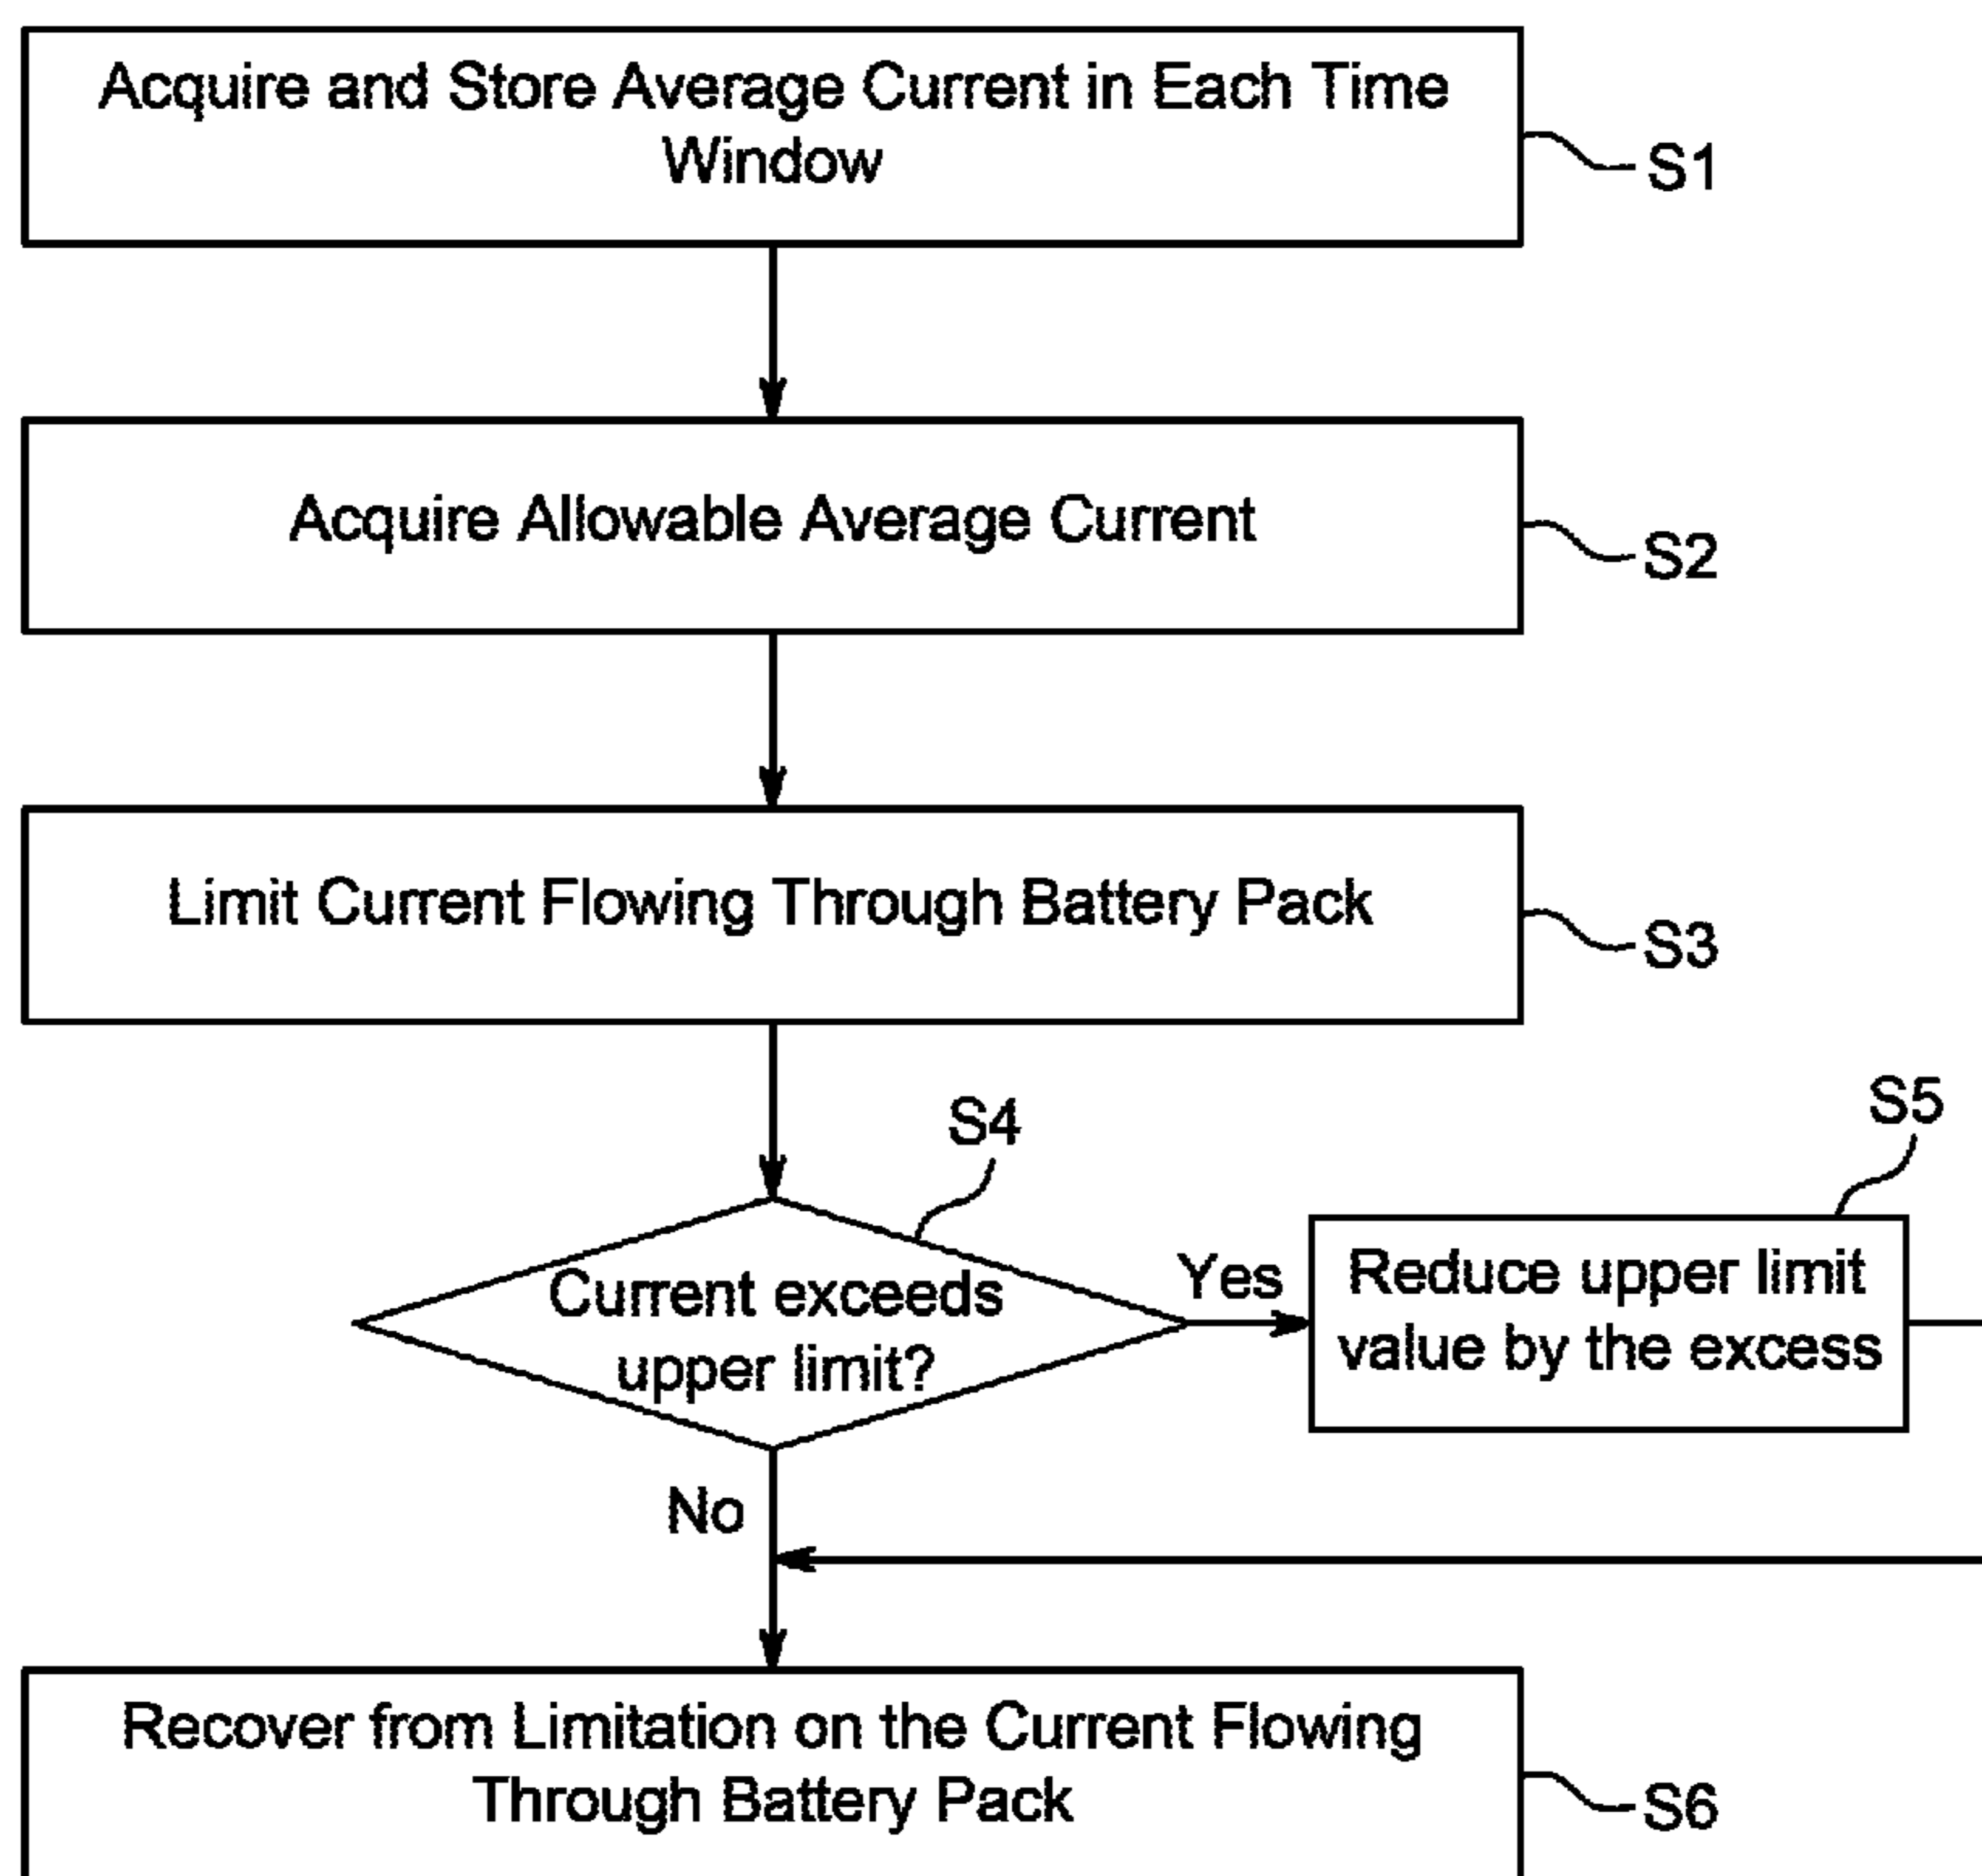 Acquire and Store Average Current in Each Time
Window
S1
Acquire Allowable Average Current
S2
Limit Current Flowing Through Battery Pack
S3
S4
S5
Current exceeds
upper limit?
Yes
Reduce upper limit
value by the excess
No
Recover from Limitation on the Current Flowing
Through Battery Pack
S6